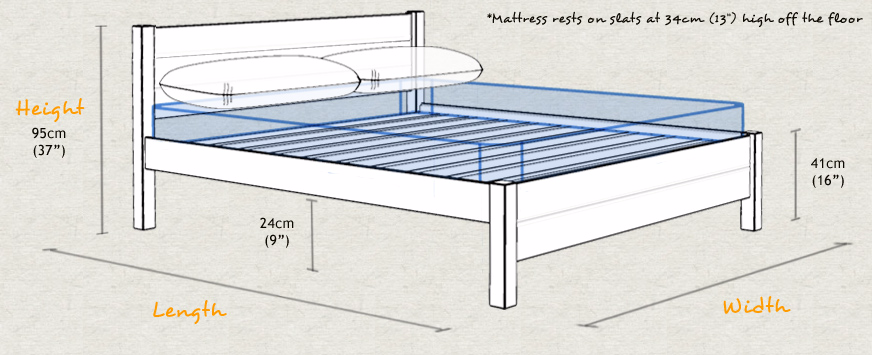 *Mattress rests on slats at 34cm (13") high off the floor
Height
95cm
(37”)
41cm
(16”)
24cm
(9”)
Length
Width